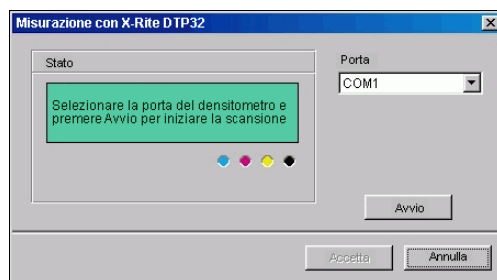 Misurazione con X-Rite DTP32
Stato
Selezionare la porta del densitometro e
premere Avvio per iniziare la scansione
Porta
COM1
Avvio
Accetta
Annulla